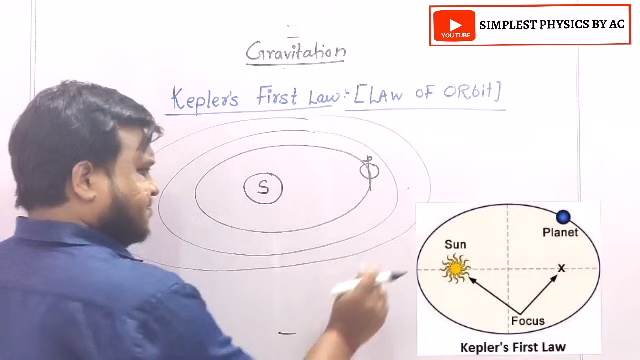 YOUTUBE
SIMPLEST PHYSICS BY AC
Gravitation
Kepler's First Law :- [LAW OF ORbit]
S
P
Sun
Planet
x
Focus
Kepler's First Law